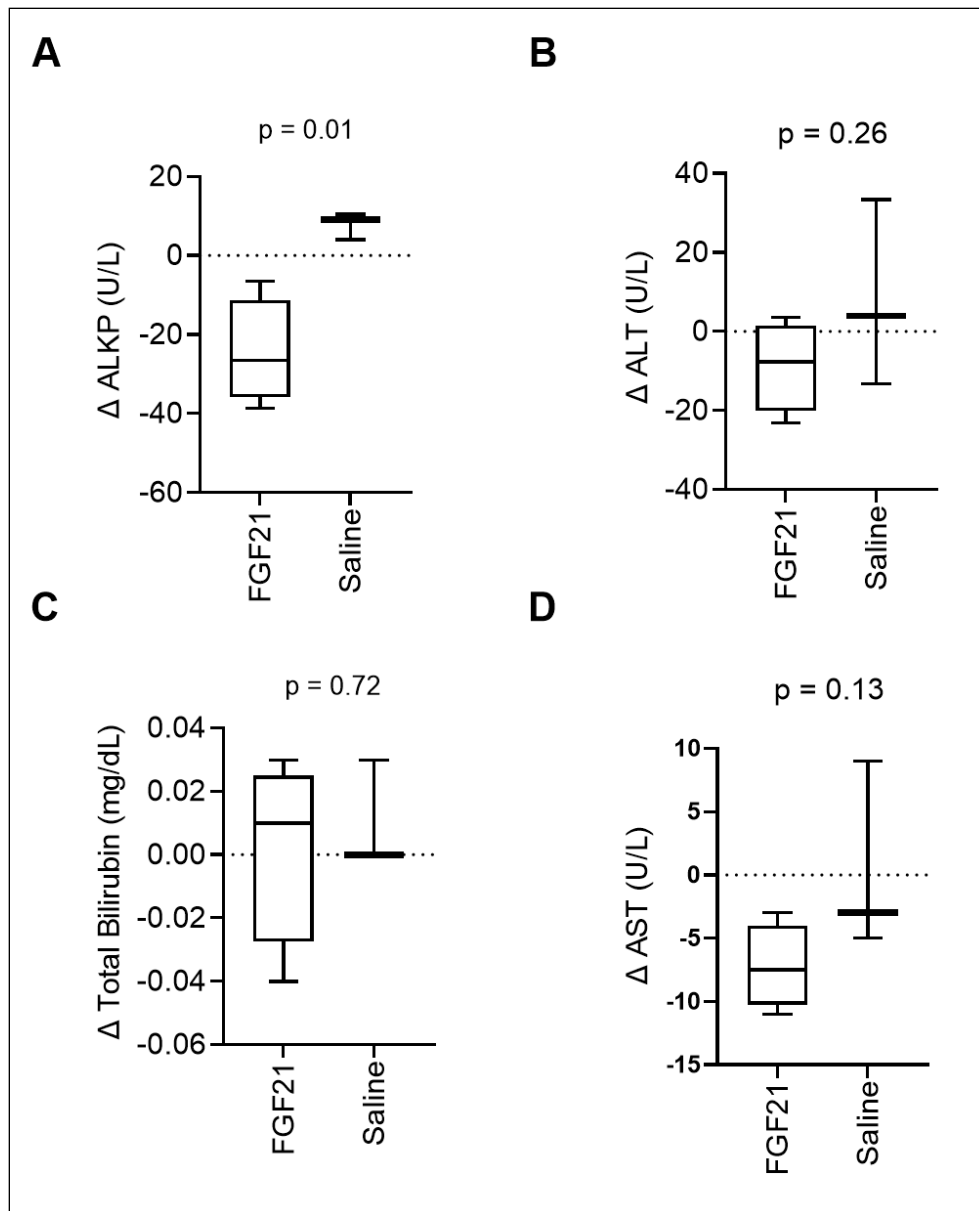 A
p = 0.01
Δ ALKP (U/L)
20
0
-20
-40
-60
FGF21
Saline
B
p = 0.26
Δ ALT (U/L)
40
20
0
-20
-40
FGF21
Saline
C
p = 0.72
Δ Total Bilirubin (mg/dL)
0.04
0.02
0.00
-0.02
-0.04
-0.06
FGF21
Saline
D
p = 0.13
Δ AST (U/L)
10
5
0
-5
-10
-15
FGF21
Saline